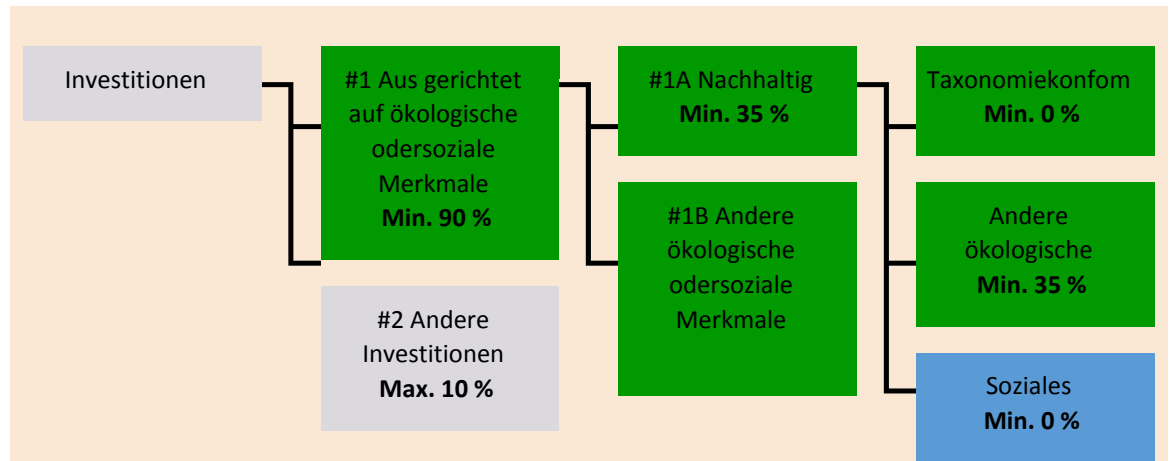 Investitionen
#1 Aus gerichtet
auf ökologische
odersoziale
Merkmale
Min. 90 %
#2 Andere
Investitionen
Max. 10 %
#1A Nachhaltig
Min. 35 %
#1B Andere
ökologische
odersoziale
Merkmale
Taxonomiekonfom
Min. 0 %
Andere
ökologische
Min. 35 %
Soziales
Min. 0 %